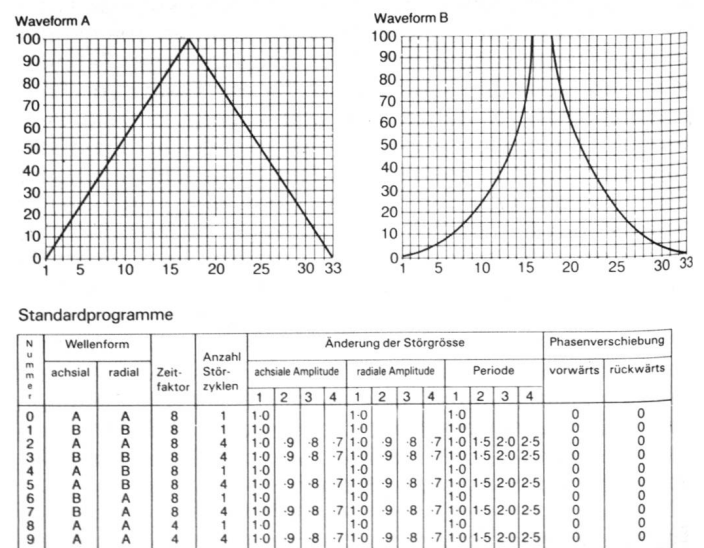 Waveform A
100
90
80
70
60
50
40
30
20
10
0
1 5 10 15 20 25 30 33
Waveform B
100
90
80
70
60
50
40
30
20
10
0
1 5 10 15 20 25 30 33
Standardprogramme
Nummer Wellenform Zeit-faktor Anzahl Stör-zyklen Änderung der Störgrösse Phasenverschiebung
achsial radial achsiale Amplitude radiale Amplitude Periode vorwärts rückwärts
1 2 3 4 1 2 3 4 1 2 3 4
0 A A 8 1 1·0 1·0 1·0 0 0
1 B B 8 1 1·0 1·0 1·0 0 0
2 A A 8 4 1·0 ·9 ·8 ·7 1·0 ·9 ·8 ·7 1·0 1·5 2·0 2·5 0 0
3 B B 8 4 1·0 ·9 ·8 ·7 1·0 ·9 ·8 ·7 1·0 1·5 2·0 2·5 0 0
4 A B 8 1 1·0 1·0 1·0 0 0
5 A B 8 4 1·0 ·9 ·8 ·7 1·0 ·9 ·8 ·7 1·0 1·5 2·0 2·5 0 0
6 B A 8 1 1·0 1·0 1·0 0 0
7 B A 8 4 1·0 ·9 ·8 ·7 1·0 ·9 ·8 ·7 1·0 1·5 2·0 2·5 0 0
8 A A 4 1 1·0 1·0 1·0 0 0
9 A A 4 4 1·0 ·9 ·8 ·7 1·0 ·9 ·8 ·7 1·0 1·5 2·0 2·5 0 0